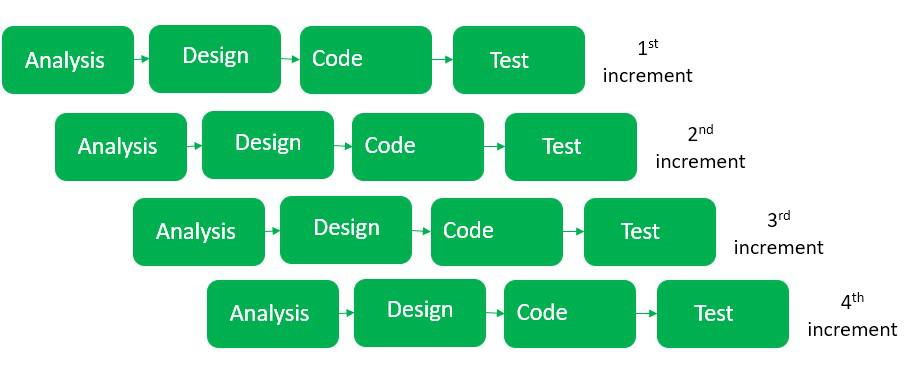 Analysis Design Code Test 1st
increment
Analysis Design Code Test 2nd
increment
Analysis Design Code Test 3rd
increment
Analysis Design Code Test 4th
increment